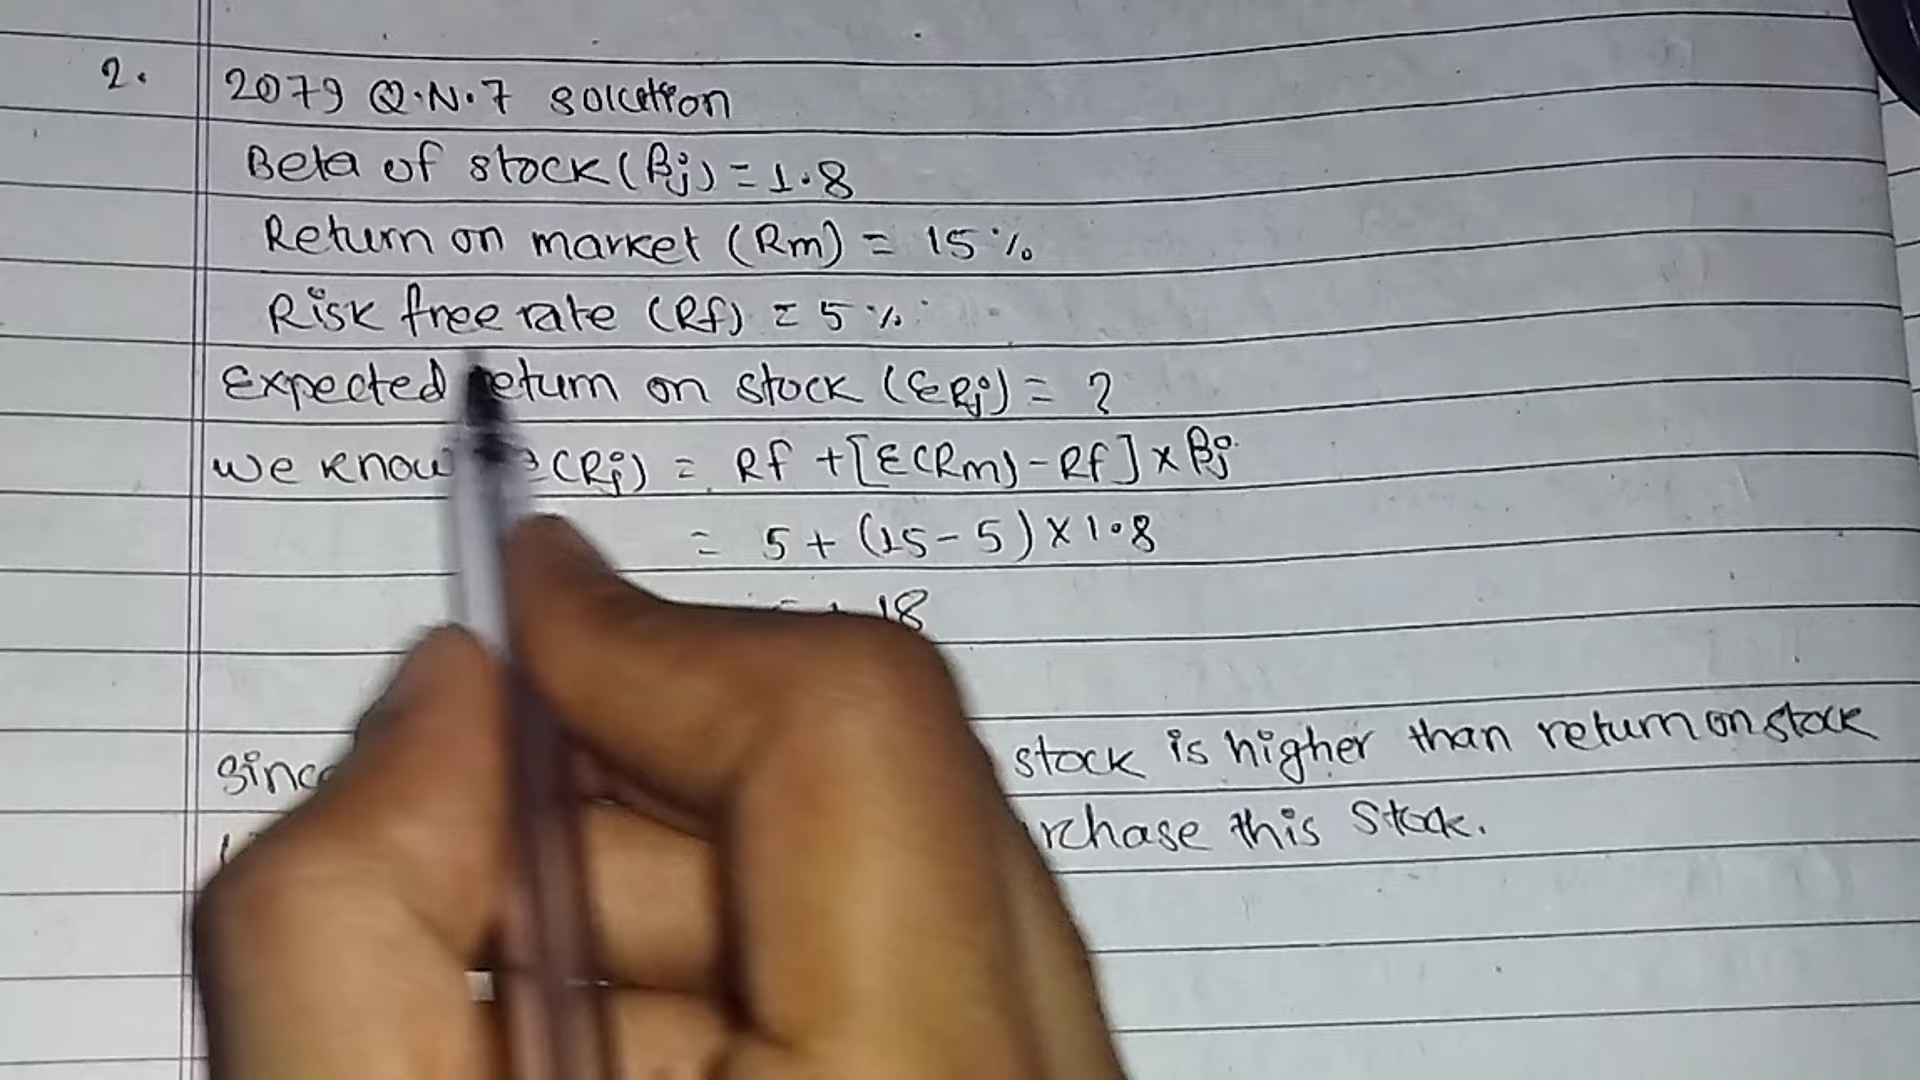 2. 2079 Q.N.7 solution
Beta of stock (βj) = 1.8
Return on market (Rm) = 15%
Risk free rate (Rf) = 5%
Expected return on stock (ERj) = ?
we know E(Rj) = Rf + [E(Rm) - Rf] × βj
= 5 + (15-5) × 1.8
18
stock is higher than return on stock
this stock.